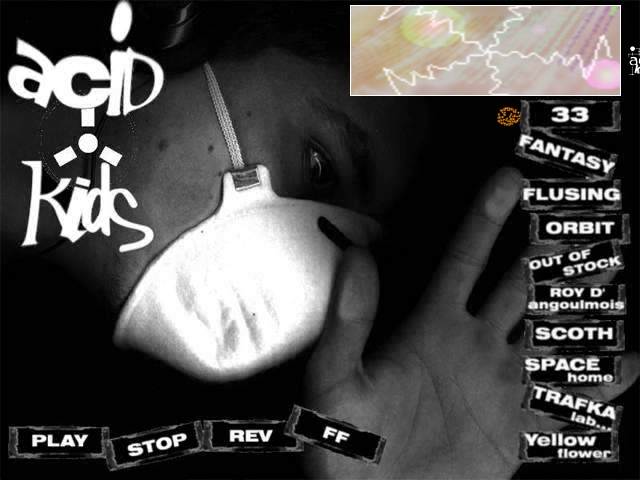 acid
kids
33
FANTASY
FLUSING
ORBIT
OUT OF
STOCK
ROY D'
angoulmois
SCOTH
SPACE
home
TRAFKA
lab...
Yellow
flower
PLAY
STOP
REV
FF